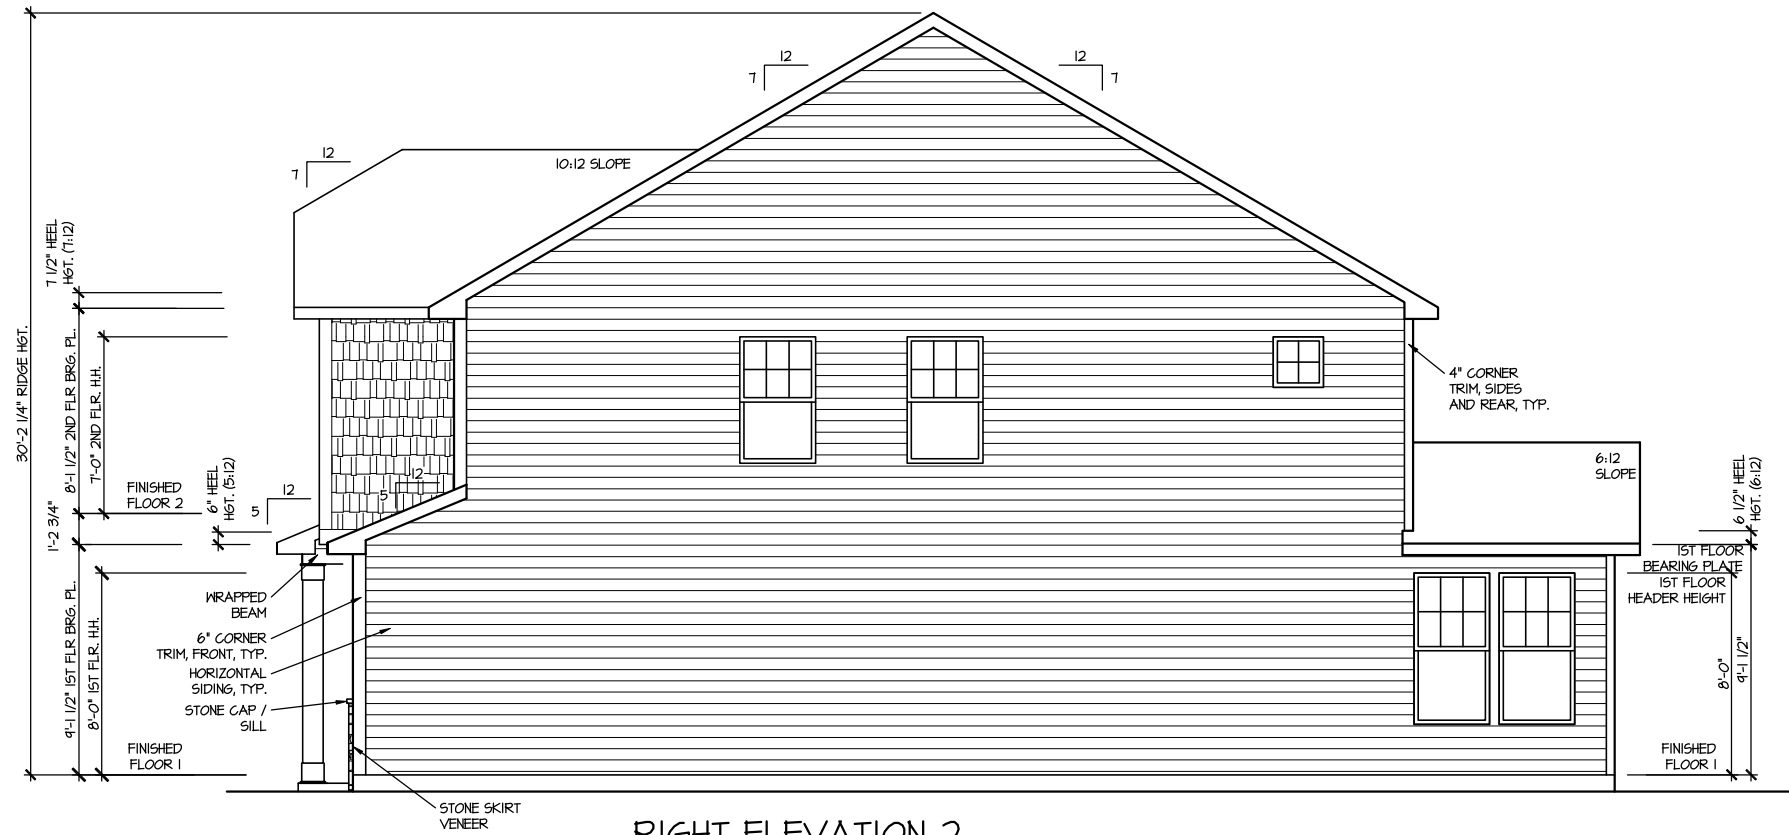 12
7
12
7
12
7
10:12 SLOPE
7 1/2" HEEL
HGT. (7:12)
30'-2 1/4" RIDGE HGT.
8'-1 1/2" 2ND FLR BRG. PL.
7'-0" 2ND FLR. H.H.
4" CORNER
TRIM, SIDES
AND REAR, TYP.
6:12
SLOPE
6 1/2" HEEL
HGT. (6:12)
12
5
12
5
6" HEEL
HGT. (5:12)
FINISHED
FLOOR 2
1'-2 3/4"
1ST FLOOR
BEARING PLATE
1ST FLOOR
HEADER HEIGHT
WRAPPED
BEAM
6" CORNER
TRIM, FRONT, TYP.
HORIZONTAL
SIDING, TYP.
STONE CAP /
SILL
9'-1 1/2" 1ST FLR BRG. PL.
8'-0" 1ST FLR. H.H.
8'-0"
9'-1 1/2"
FINISHED
FLOOR 1
FINISHED
FLOOR 1
STONE SKIRT
VENEER
RIGHT ELEVATION 2